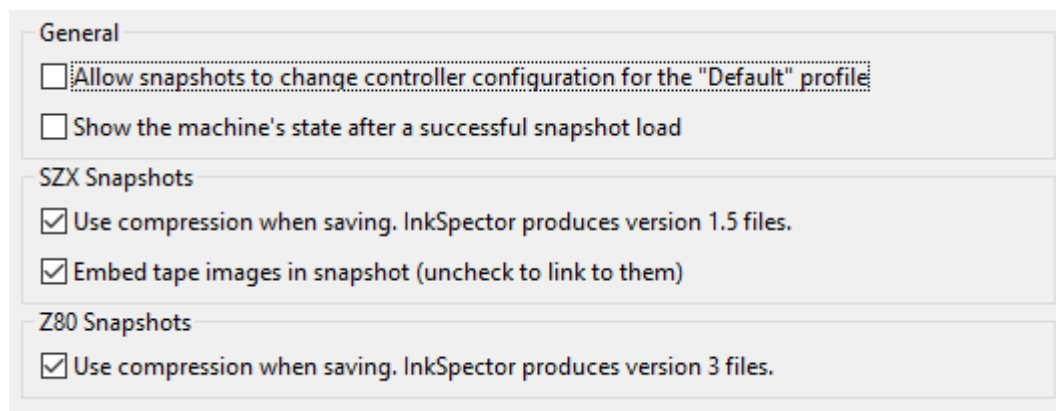 General
Allow snapshots to change controller configuration for the "Default" profile
Show the machine's state after a successful snapshot load
SZX Snapshots
Use compression when saving. InkSpector produces version 1.5 files.
Embed tape images in snapshot (uncheck to link to them)
Z80 Snapshots
Use compression when saving. InkSpector produces version 3 files.